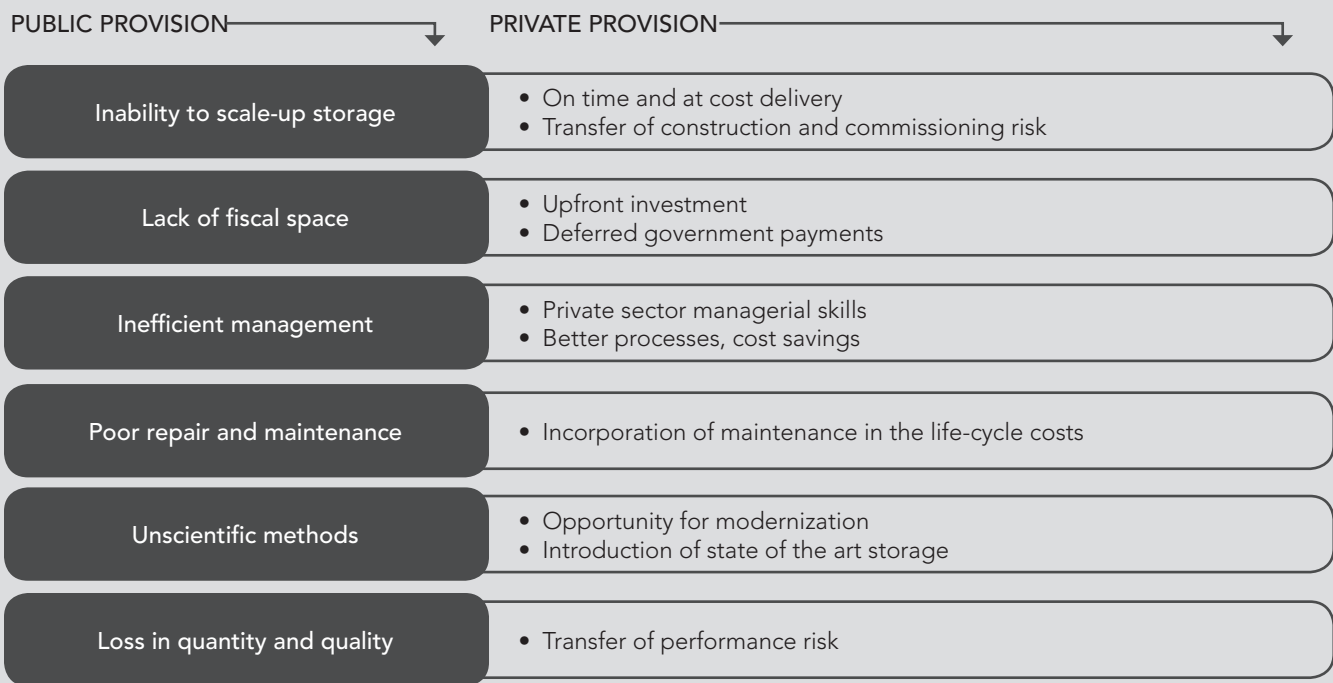 PUBLIC PROVISION
PRIVATE PROVISION
Inability to scale-up storage
• On time and at cost delivery
• Transfer of construction and commissioning risk
Lack of fiscal space
• Upfront investment
• Deferred government payments
Inefficient management
• Private sector managerial skills
• Better processes, cost savings
Poor repair and maintenance
• Incorporation of maintenance in the life-cycle costs
Unscientific methods
• Opportunity for modernization
• Introduction of state of the art storage
Loss in quantity and quality
• Transfer of performance risk